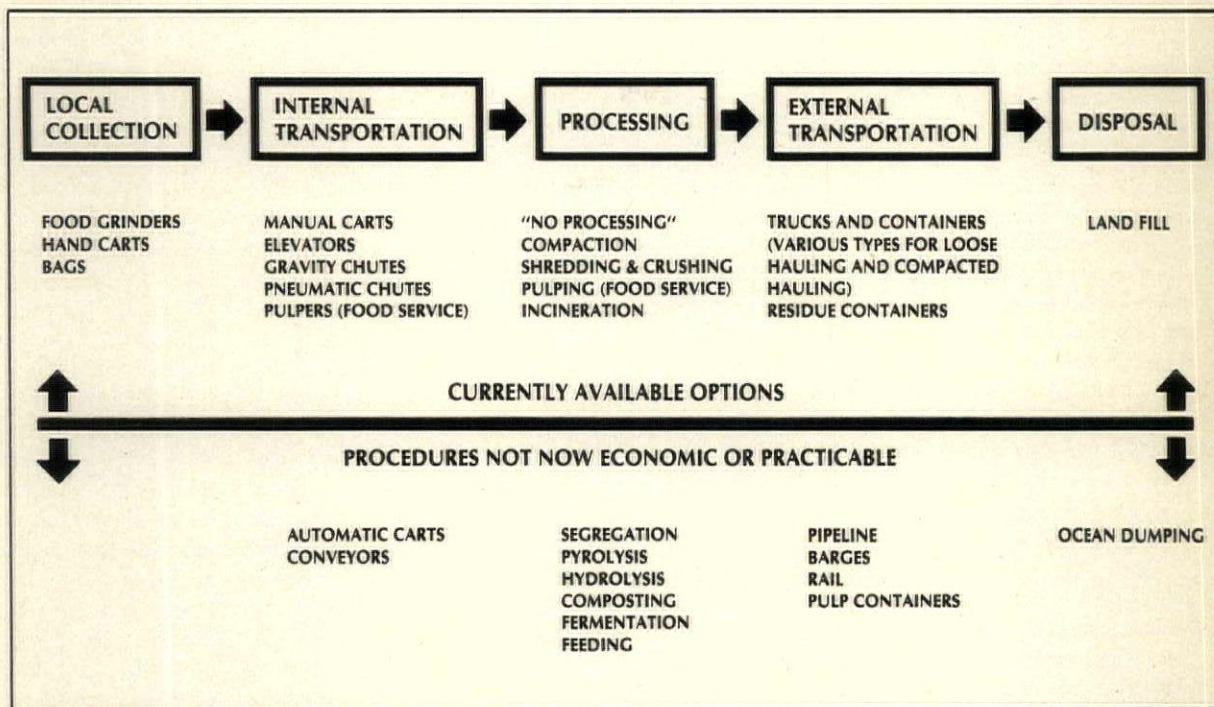 LOCAL
COLLECTION
INTERNAL
TRANSPORTATION
PROCESSING
EXTERNAL
TRANSPORTATION
DISPOSAL
FOOD GRINDERS
HAND CARTS
BAGS
MANUAL CARTS
ELEVATORS
GRAVITY CHUTES
PNEUMATIC CHUTES
PULPERS (FOOD SERVICE)
"NO PROCESSING"
COMPACTION
SHREDDING & CRUSHING
PULPING (FOOD SERVICE)
INCINERATION
TRUCKS AND CONTAINERS
(VARIOUS TYPES FOR LOOSE
HAULING AND COMPACTED
HAULING)
RESIDUE CONTAINERS
LAND FILL
CURRENTLY AVAILABLE OPTIONS
PROCEDURES NOT NOW ECONOMIC OR PRACTICABLE
AUTOMATIC CARTS
CONVEYORS
SEGREGATION
PYROLYSIS
HYDROLYSIS
COMPOSTING
FERMENTATION
FEEDING
PIPELINE
BARGES
RAIL
PULP CONTAINERS
OCEAN DUMPING